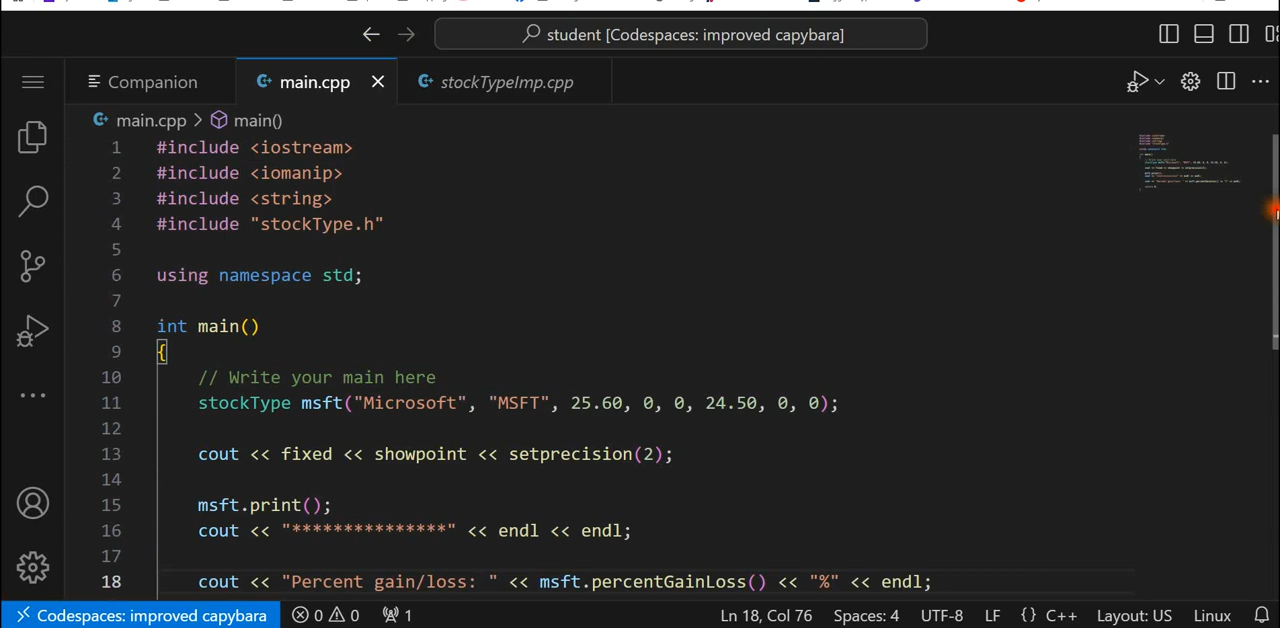 student [Codespaces: improved capybara]
Companion
main.cpp
stockTypeImp.cpp
main.cpp > main()
1 #include <iostream>
2 #include <iomanip>
3 #include <string>
4 #include "stockType.h"
5
6 using namespace std;
7
8 int main()
9 {
10 // Write your main here
11 stockType msft("Microsoft", "MSFT", 25.60, 0, 0, 24.50, 0, 0);
12
13 cout << fixed << showpoint << setprecision(2);
14
15 msft.print();
16 cout << "***************" << endl << endl;
17
18 cout << "Percent gain/loss: " << msft.percentGainLoss() << "%" << endl;
Codespaces: improved capybara 0 0 1 Ln 18, Col 76 Spaces: 4 UTF-8 LF {} C++ Layout: US Linux